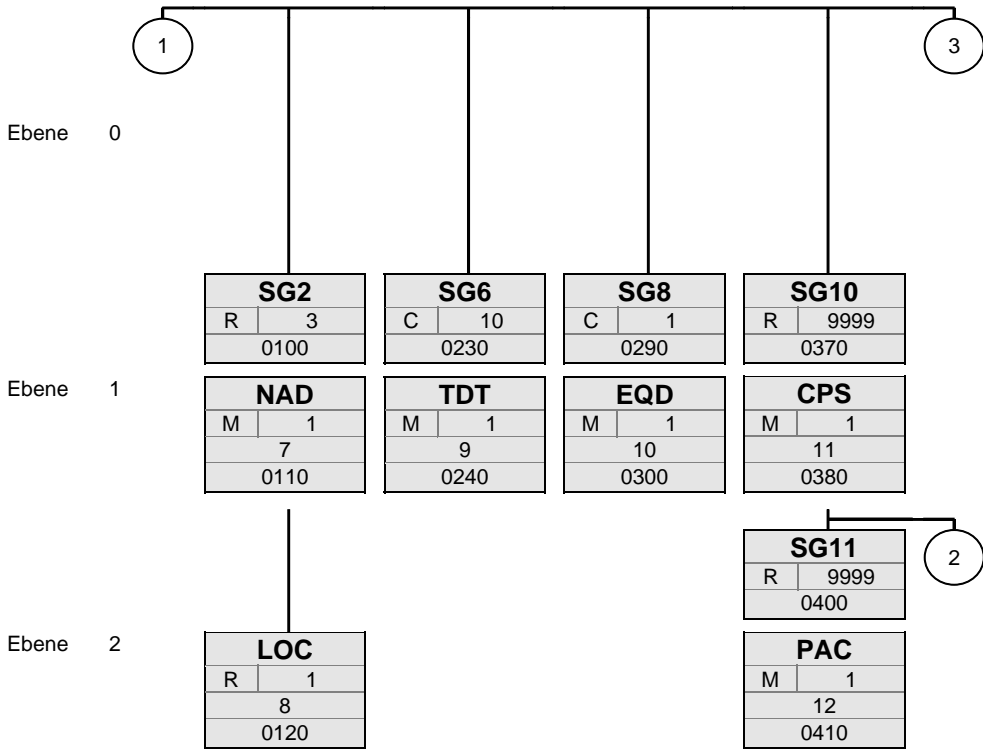 1 3
Ebene 0
SG2 SG6 SG8 SG10
R 3 C 10 C 1 R 9999
0100 0230 0290 0370
Ebene 1
NAD TDT EQD CPS
M 1 M 1 M 1 M 1
7 9 10 11
0110 0240 0300 0380
SG11
R 9999
2
0400
Ebene 2
LOC PAC
R 1 M 1
8 12
0120 0410